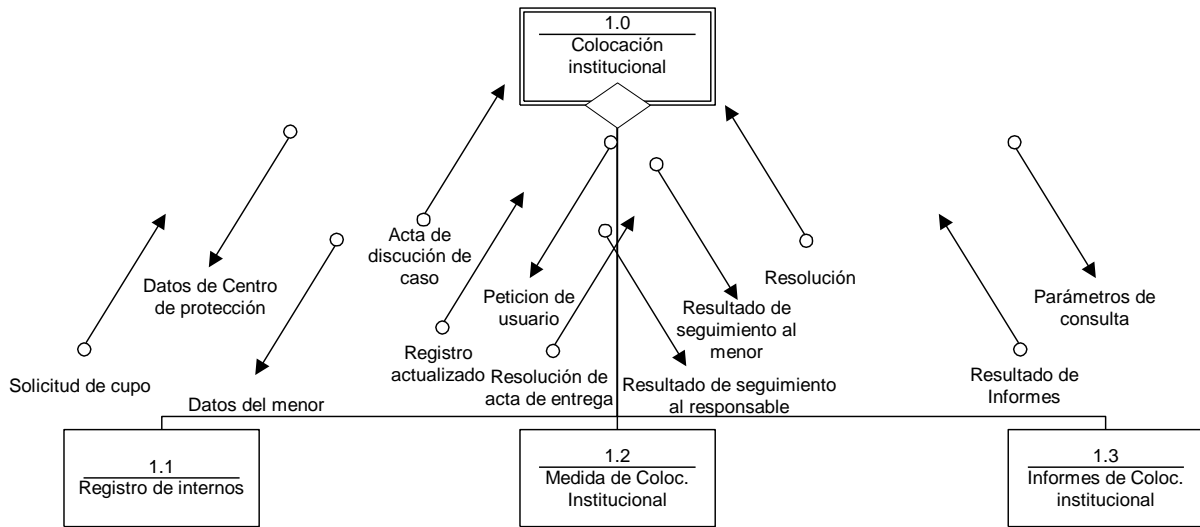 1.0
Colocación
institucional
Acta de
discución de
caso
Resolución
Datos de Centro
de protección
Peticion de
usuario
Resultado de
seguimiento al
menor
Parámetros de
consulta
Registro
actualizado
Solicitud de cupo
Resolución de
acta de entrega
Resultado de seguimiento
al responsable
Resultado de
Informes
Datos del menor
1.1
Registro de internos
1.2
Medida de Coloc.
Institucional
1.3
Informes de Coloc.
institucional